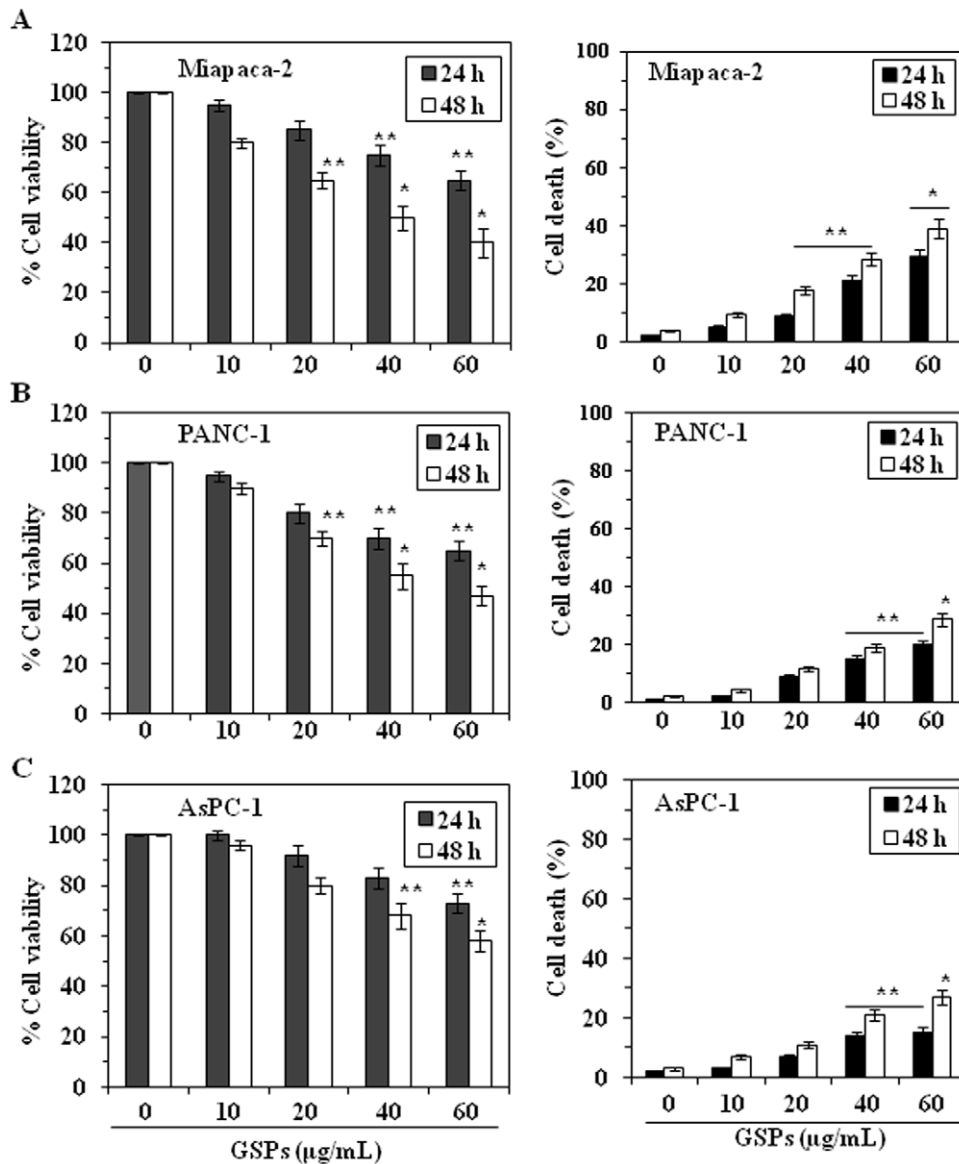 A
% Cell viability
120
100
80
60
40
20
0
Miapaca-2
24 h
48 h
** ** ** * *
0 10 20 40 60
Cell death (%)
100
80
60
40
20
0
Miapaca-2
24 h
48 h
** *
0 10 20 40 60
B
% Cell viability
120
100
80
60
40
20
0
PANC-1
24 h
48 h
** ** ** * *
0 10 20 40 60
Cell death (%)
100
80
60
40
20
0
PANC-1
24 h
48 h
** *
0 10 20 40 60
C
% Cell viability
120
100
80
60
40
20
0
AsPC-1
24 h
48 h
** ** *
0 10 20 40 60
GSPs (µg/mL)
Cell death (%)
100
80
60
40
20
0
AsPC-1
24 h
48 h
** *
0 10 20 40 60
GSPs (µg/mL)